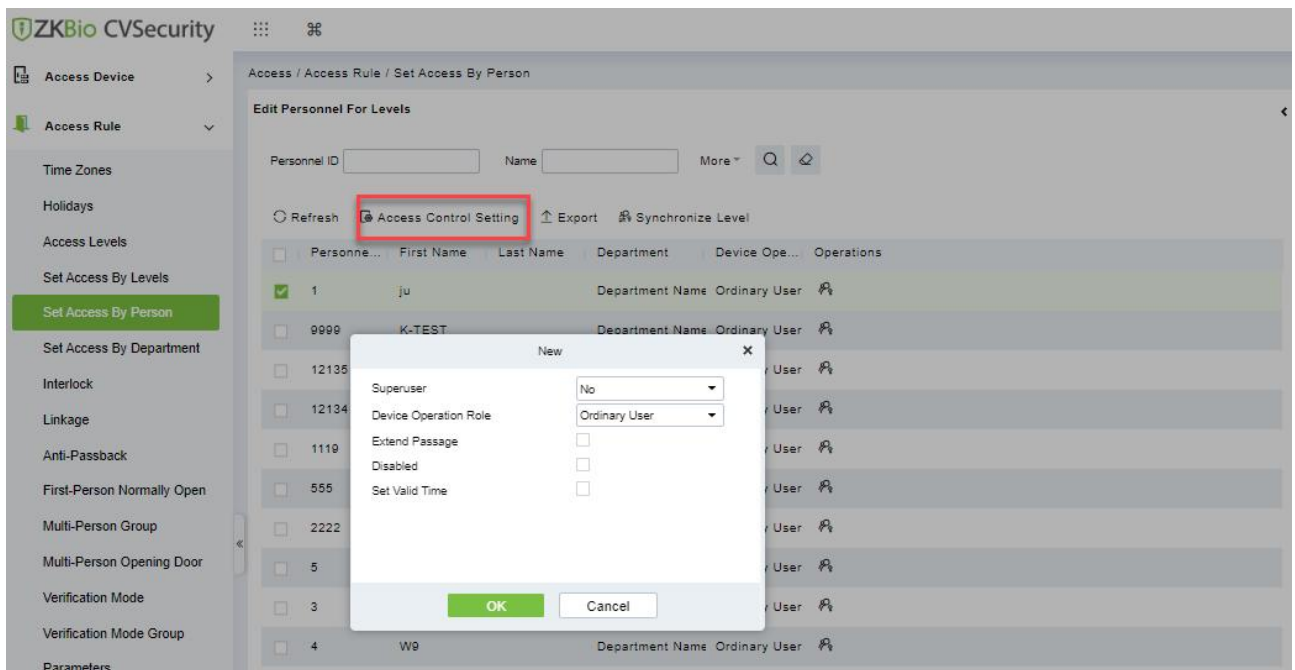 ZKBio CVSecurity
Access Device
Access / Access Rule / Set Access By Person
Access Rule
Edit Personnel For Levels
Time Zones
Holidays
Access Levels
Set Access By Levels
Set Access By Person
Set Access By Department
Interlock
Linkage
Anti-Passback
First-Person Normally Open
Multi-Person Group
Multi-Person Opening Door
Verification Mode
Verification Mode Group
Parameters
Personnel ID Name More
Refresh Access Control Setting Export Synchronize Level
Personne... First Name Last Name Department Device Ope... Operations
1 ju Department Name Ordinary User
9999 K-TEST Department Name Ordinary User
12135 User
12134 User
1119 User
555 User
2222 User
5 User
3 User
4 W9 Department Name Ordinary User
New
Superuser No
Device Operation Role Ordinary User
Extend Passage
Disabled
Set Valid Time
OK Cancel